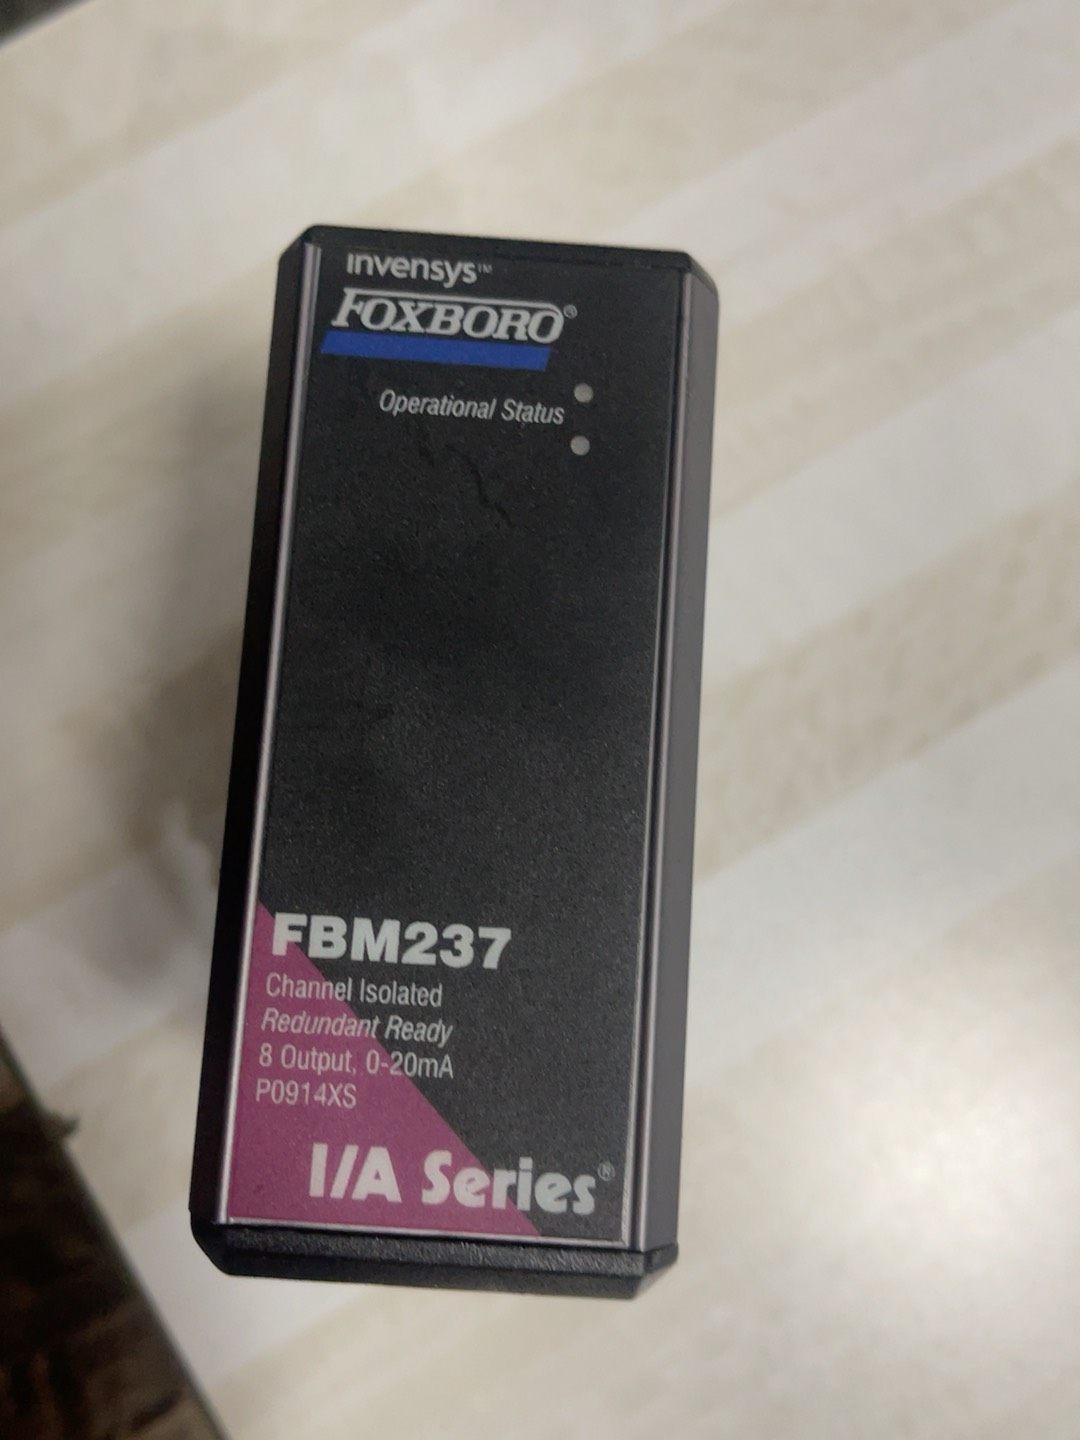 invensys™
FOXBORO®
Operational Status
FBM237
Channel Isolated
Redundant Ready
8 Output, 0-20mA
P0914XS
I/A Series®